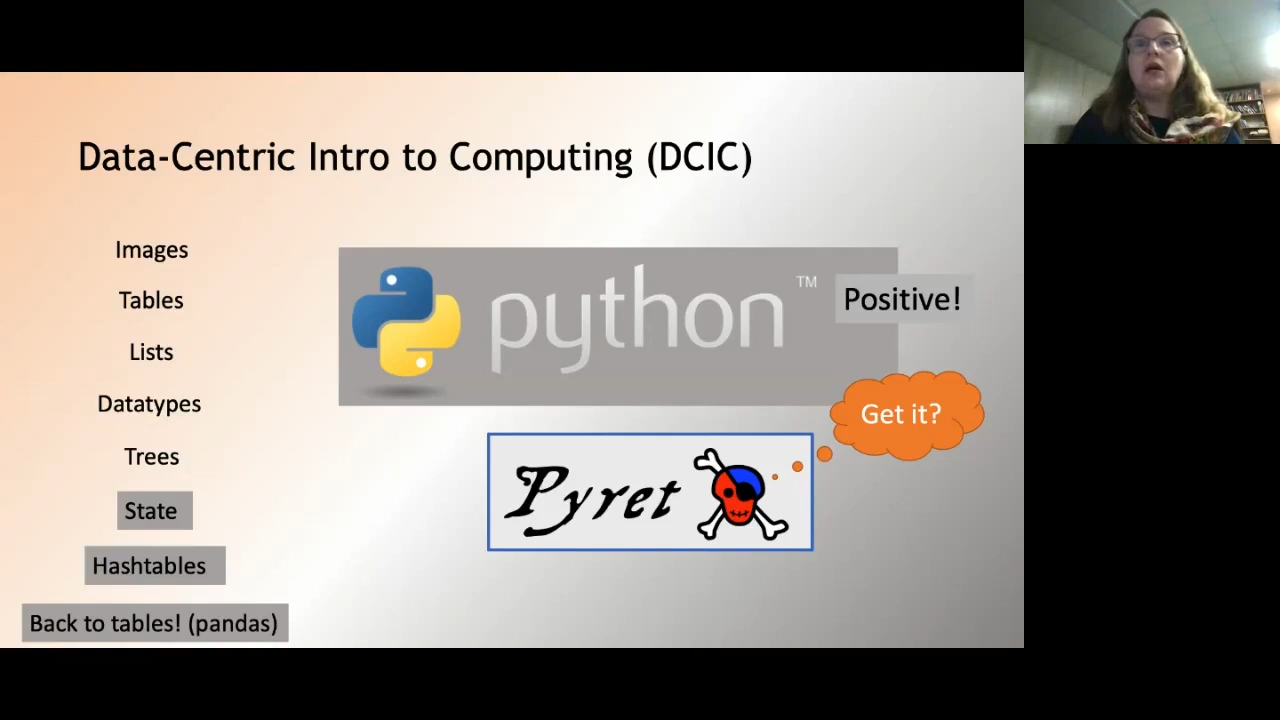 Data-Centric Intro to Computing (DCIC)
Images
Tables
Lists
Datatypes
Trees
State
Hashtables
Back to tables! (pandas)
python™
Positive!
Get it?
Pyret